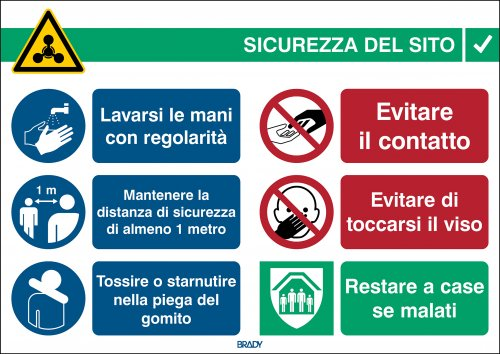 SICUREZZA DEL SITO
Lavarsi le mani
con regolarità
Evitare
il contatto
1 m
Mantenere la
distanza di sicurezza
di almeno 1 metro
Evitare di
toccarsi il viso
Tossire o starnutire
nella piega del
gomito
Restare a case
se malati
BRADY